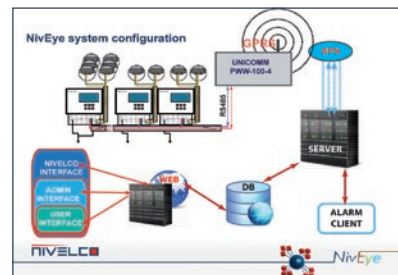 NivEye system configuration
GPRS
UNICOMM
PWW-100-4
RS485
SERVER
NIVELCO
INTERFACE
ADMIN
INTERFACE
USER
INTERFACE
WEB
DB
ALARM
CLIENT
NIVELCO
NivEye